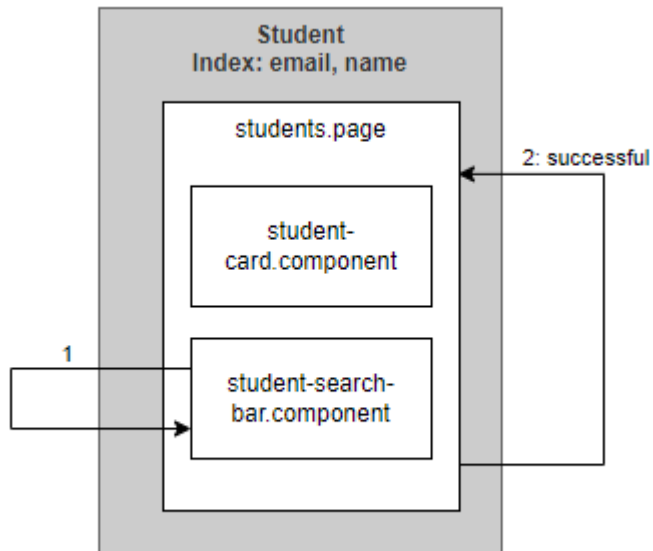 Student
Index: email, name
students.page
2: successful
student-
card.component
1
student-search-
bar.component